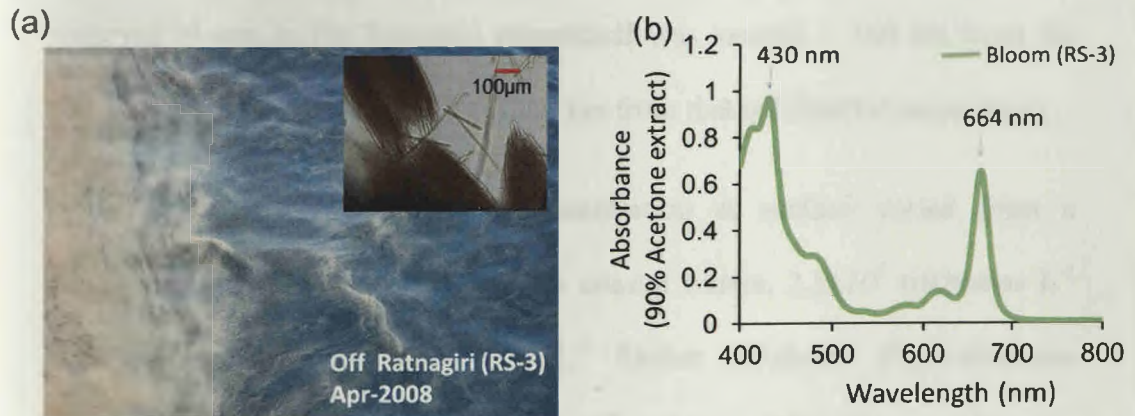 (a)
100µm
Off Ratnagiri (RS-3)
Apr-2008
(b)
430 nm
Bloom (RS-3)
664 nm
Absorbance
(90% Acetone extract)
1.2
1
0.8
0.6
0.4
0.2
0
400 500 600 700 800
Wavelength (nm)